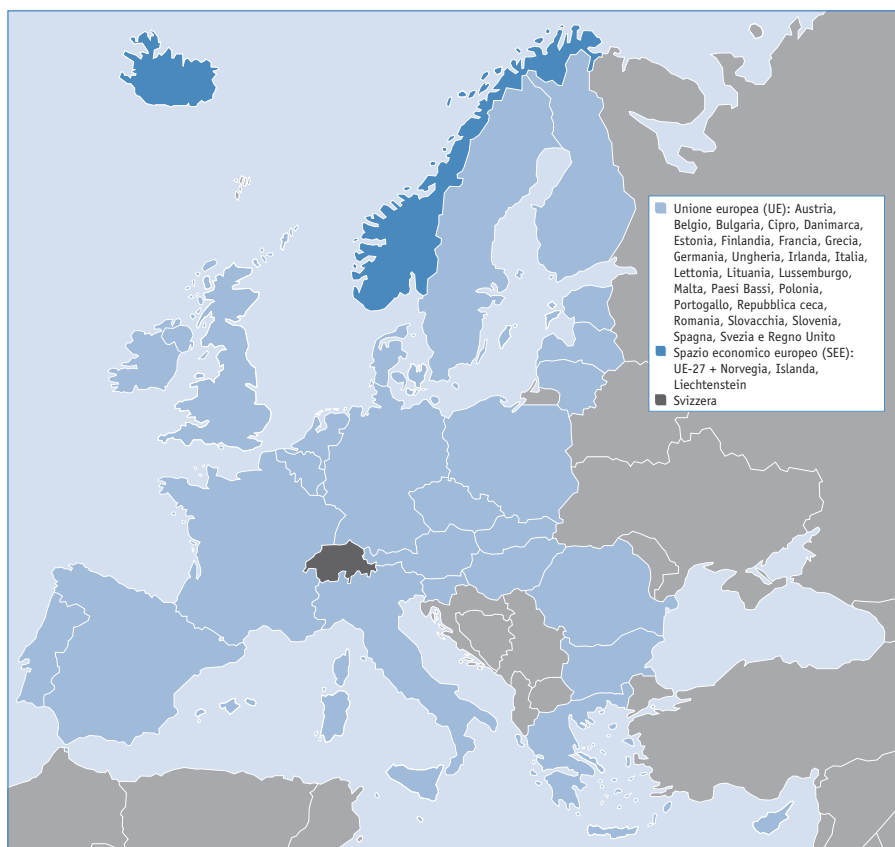 Unione europea (UE): Austria,
Belgio, Bulgaria, Cipro, Danimarca,
Estonia, Finlandia, Francia, Grecia,
Germania, Ungheria, Irlanda, Italia,
Lettonia, Lituania, Lussemburgo,
Malta, Paesi Bassi, Polonia,
Portogallo, Repubblica ceca,
Romania, Slovacchia, Slovenia,
Spagna, Svezia e Regno Unito
Spazio economico europeo (SEE):
UE-27 + Norvegia, Islanda,
Liechtenstein
Svizzera